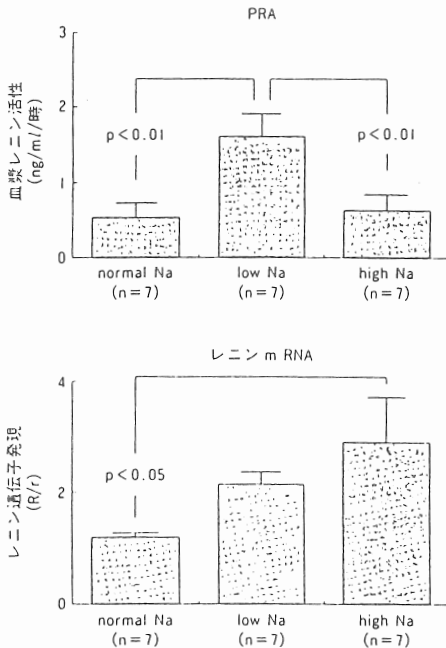 PRA
血漿レニン活性
(ng/ml/時)
3
2
1
0
p<0.01
p<0.01
normal Na
low Na
high Na
(n=7)
(n=7)
(n=7)
レニン m RNA
レニン遺伝子発現
(R/r)
4
2
0
p<0.05
normal Na
low Na
high Na
(n=7)
(n=7)
(n=7)